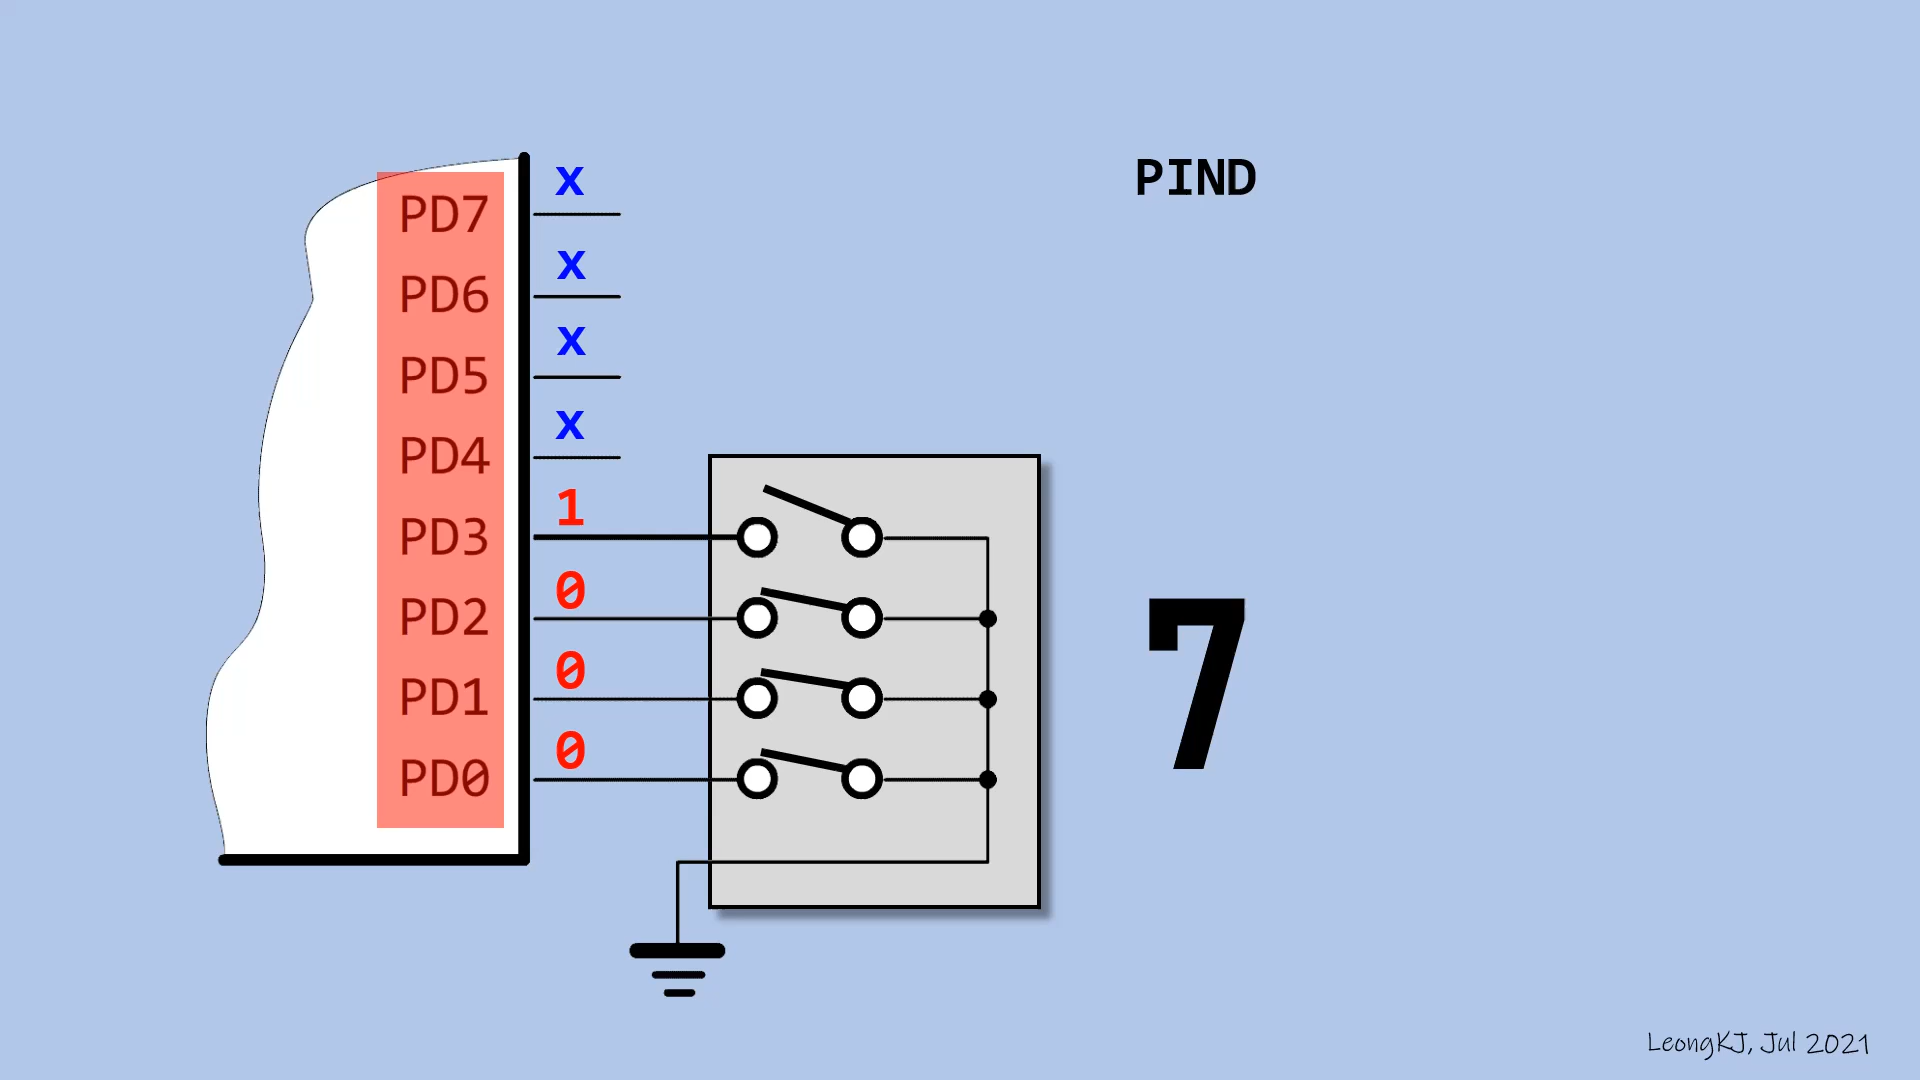 x
PIND
PD7
x
PD6
x
PD5
x
PD4
1
PD3
0
PD2
0
7
PD1
0
PD0
LeongKJ, Jul 2021